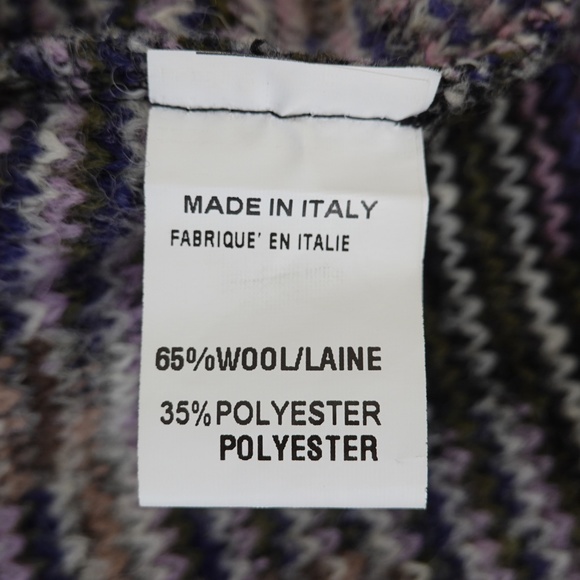 MADE IN ITALY
FABRIQUE' EN ITALIE
65%WOOL/LAINE
35%POLYESTER
POLYESTER